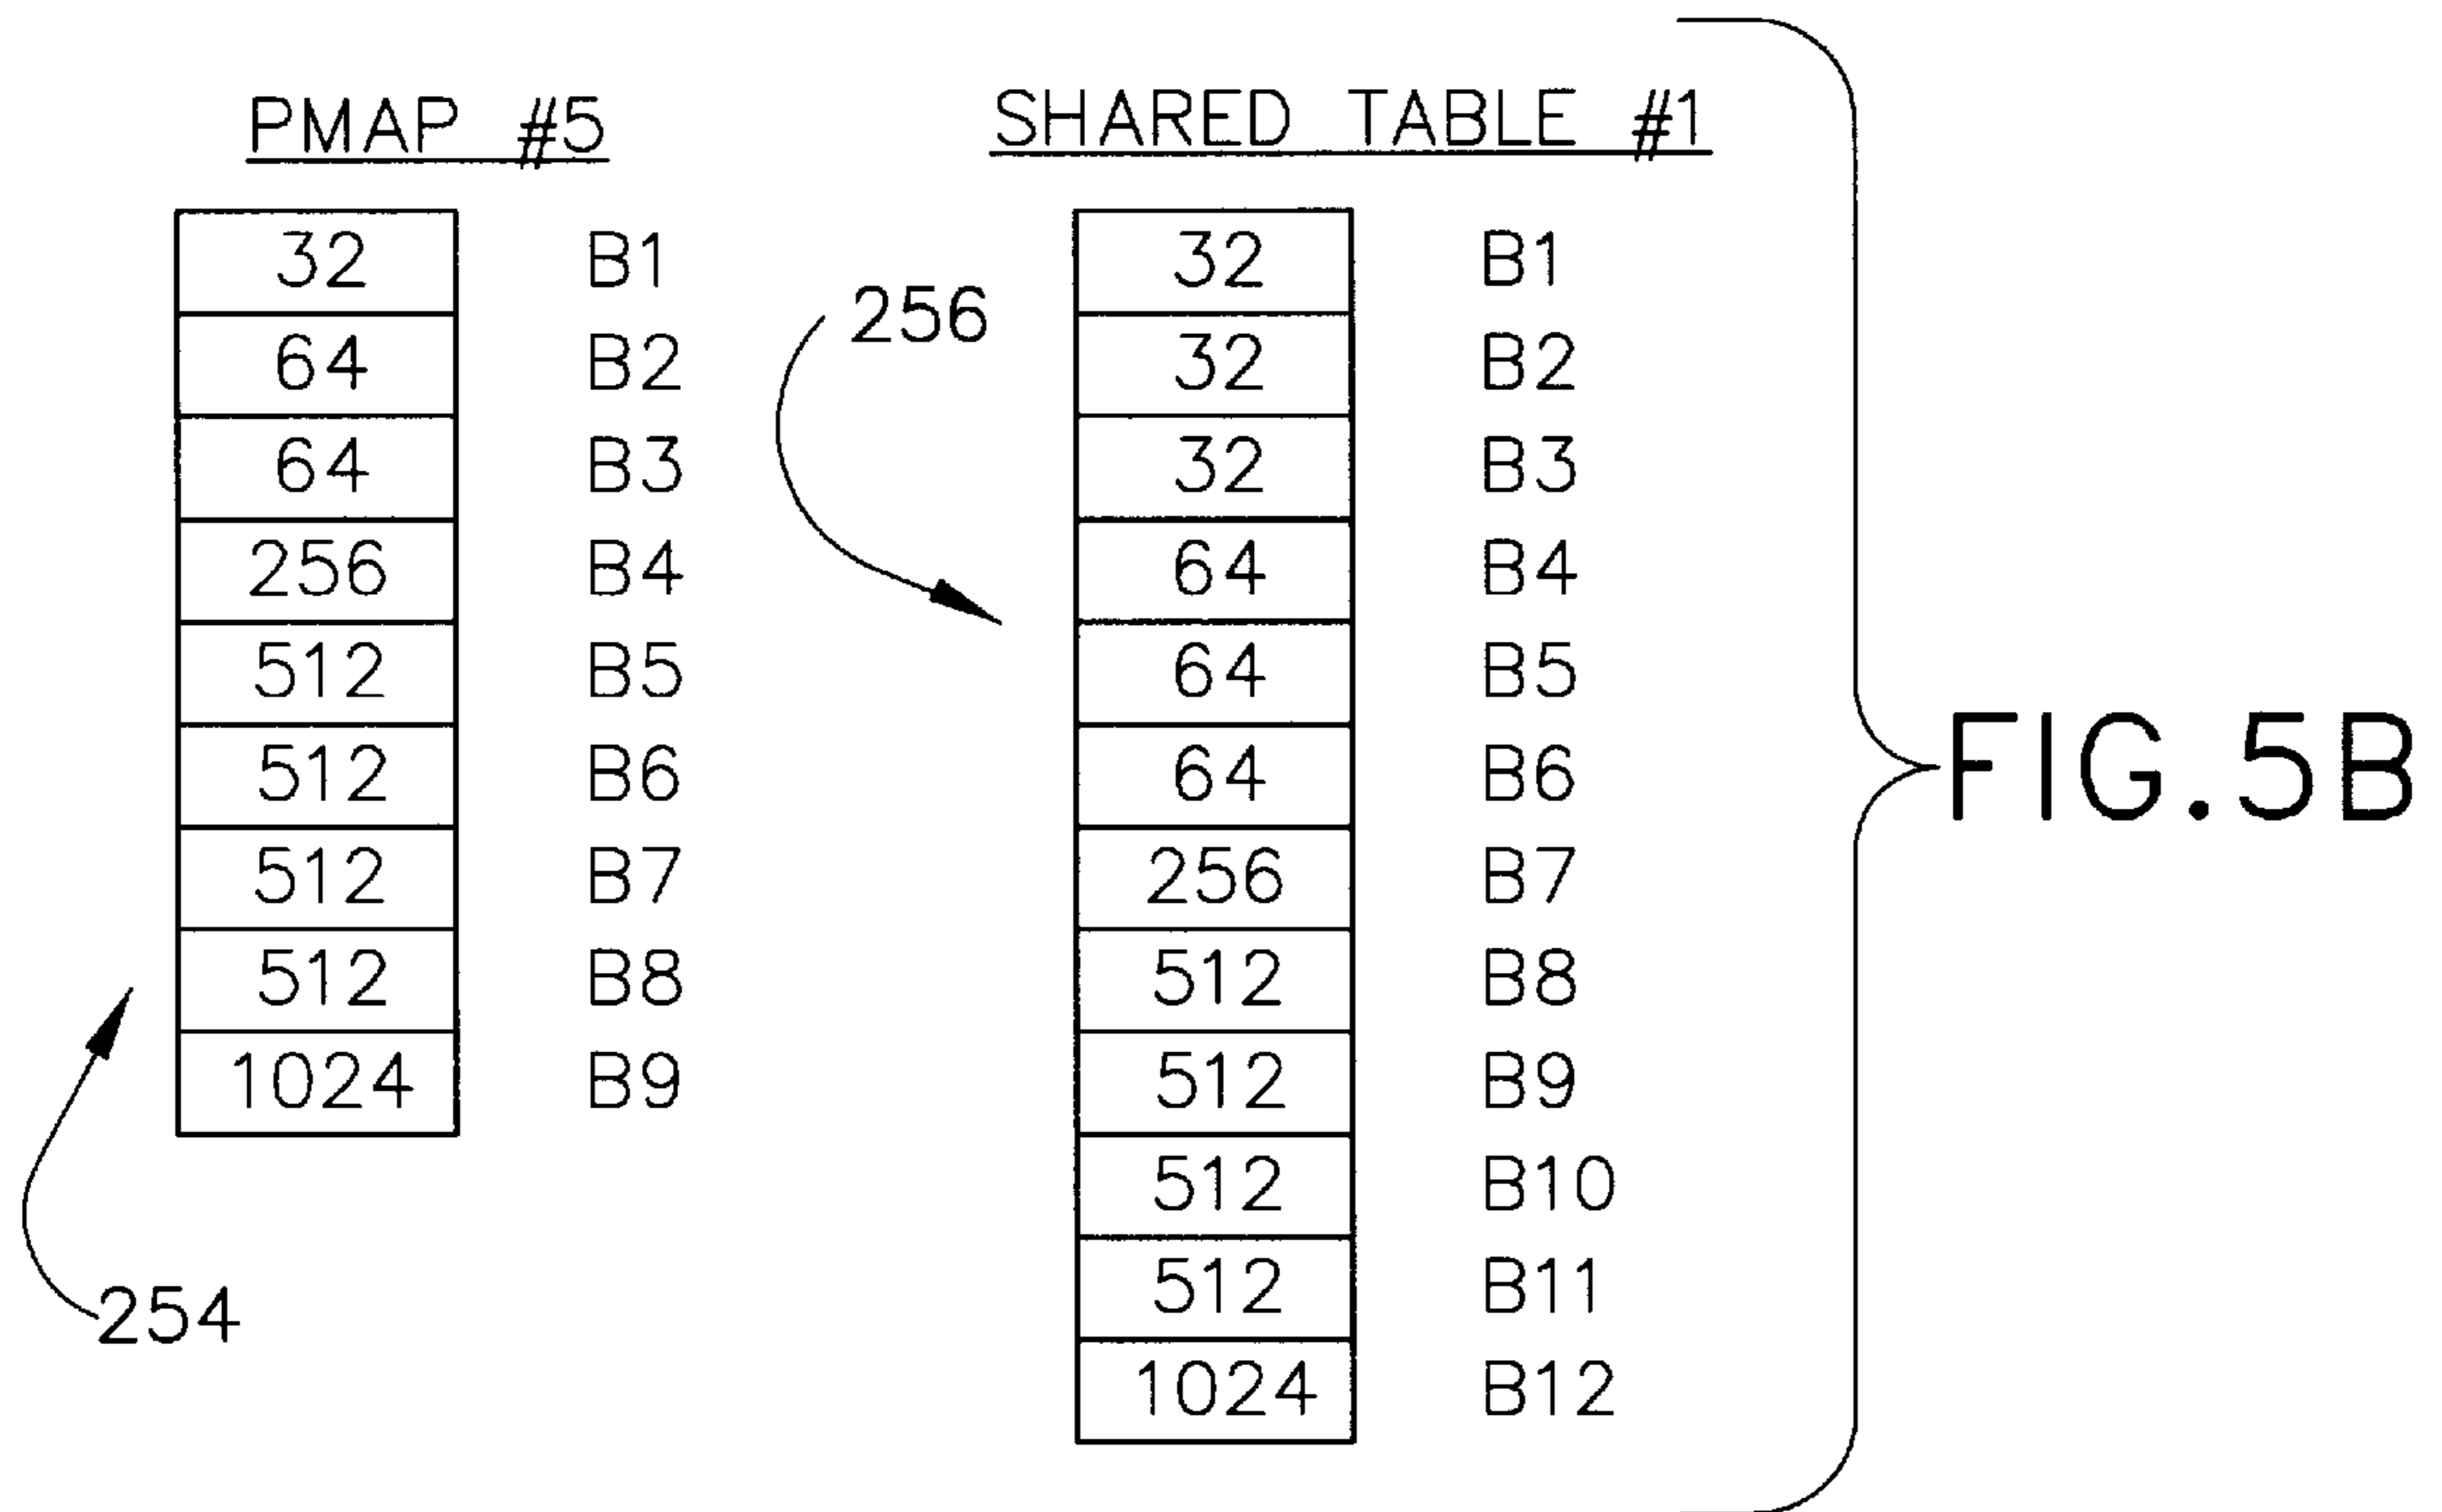 PMAP #5
SHARED TABLE #1
32 B1
64 B2
64 B3
256 B4
512 B5
512 B6
512 B7
512 B8
1024 B9
254
256
32 B1
32 B2
32 B3
64 B4
64 B5
64 B6
256 B7
512 B8
512 B9
512 B10
512 B11
1024 B12
FIG.5B